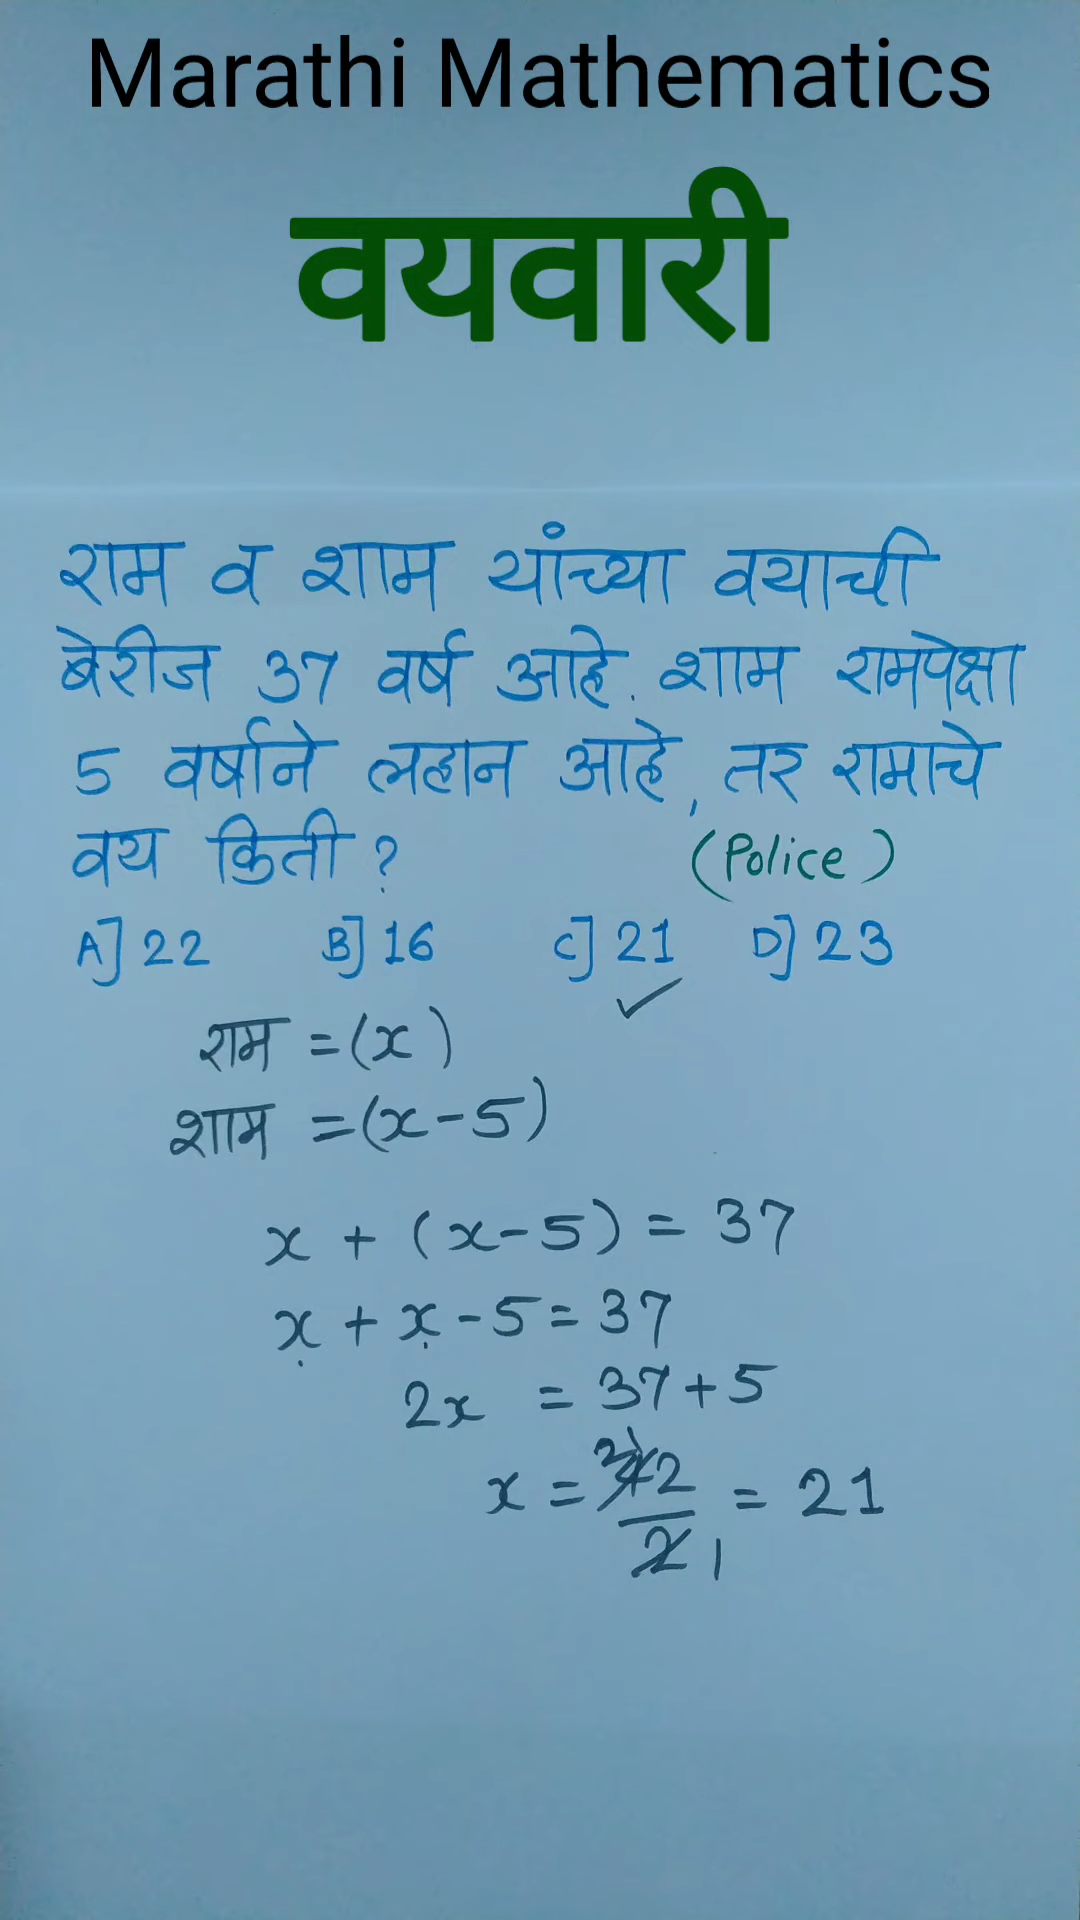 Marathi Mathematics
वयवारी
राम व शाम यांच्या वयाची
बेरीज 37 वर्ष आहे. शाम रामपेक्षा
5 वर्षाने लहान आहे, तर रामाचे
वय किती ? (Police)
A] 22 B] 16 C] 21 D] 23
राम = (x)
शाम = (x-5)
x + (x-5) = 37
x + x - 5 = 37
2x = 37+5
x = 42/2 = 21